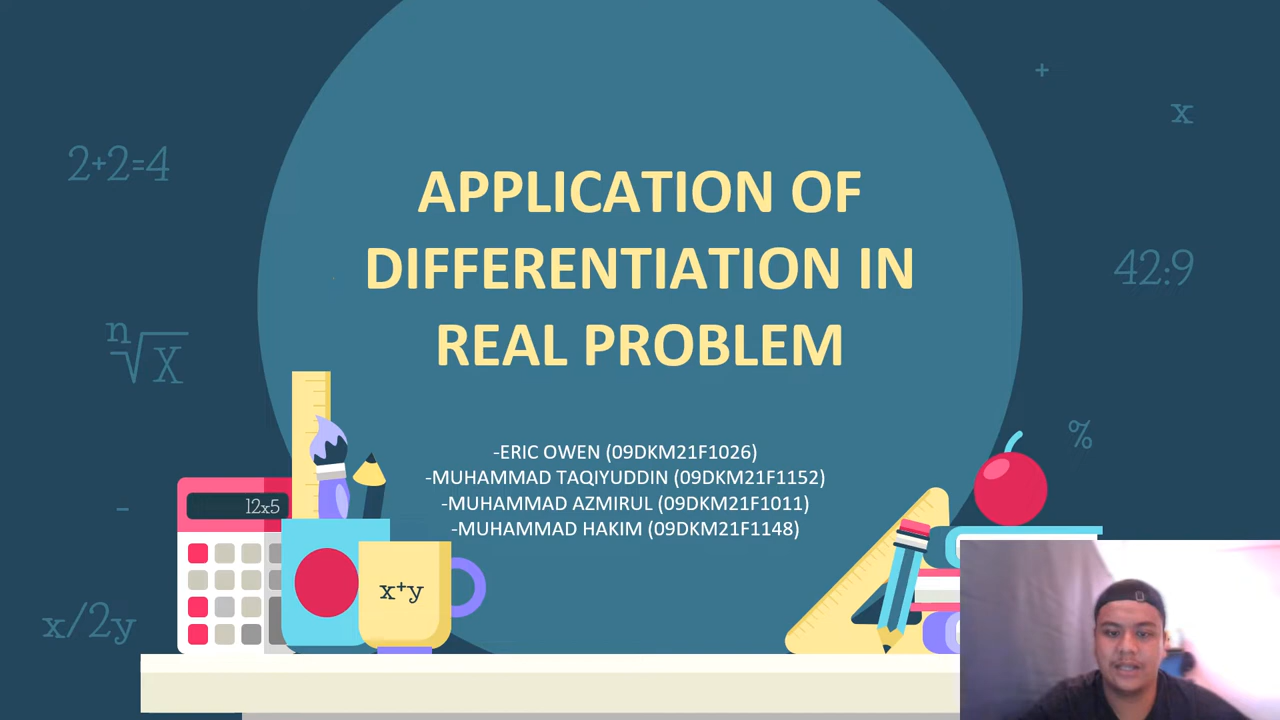 +
x
2+2=4
APPLICATION OF
DIFFERENTIATION IN
REAL PROBLEM
42:9
n√X
%
-ERIC OWEN (09DKM21F1026)
-MUHAMMAD TAQIYUDDIN (09DKM21F1152)
-MUHAMMAD AZMIRUL (09DKM21F1011)
-MUHAMMAD HAKIM (09DKM21F1148)
12x5
-
x+y
x/2y